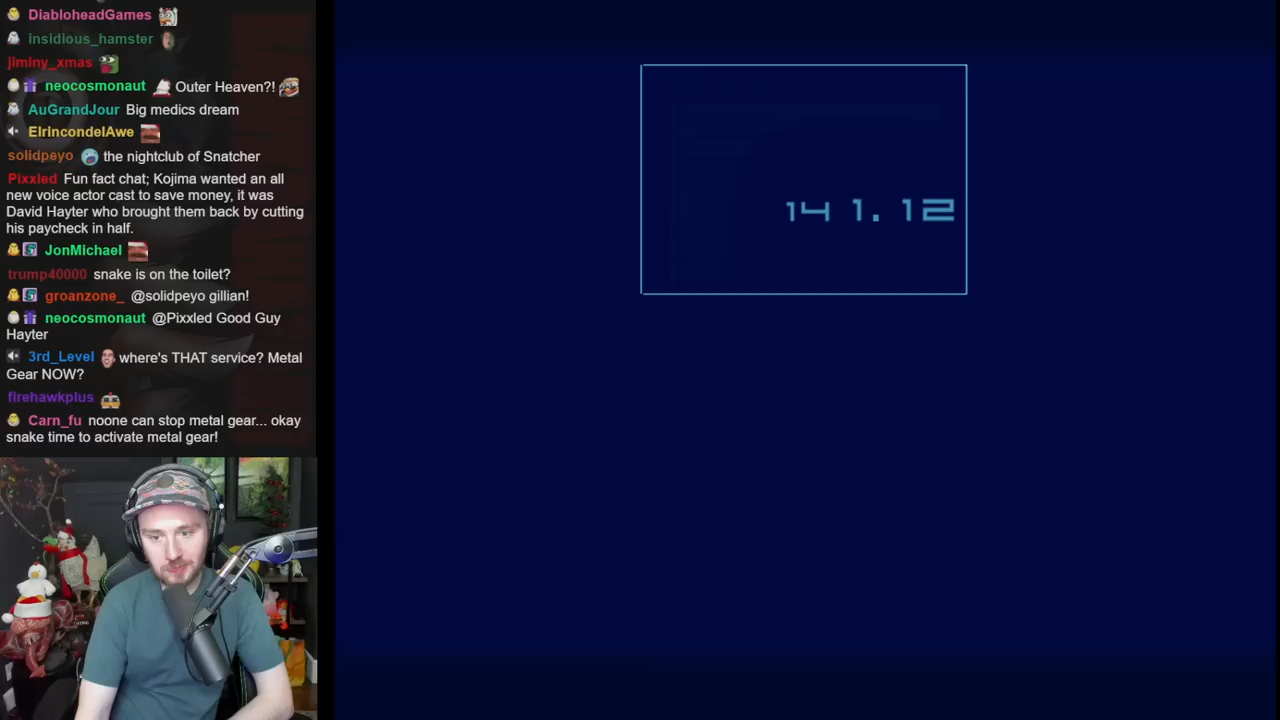 DiabloheadGames
insidious_hamster
jiminy_xmas
neocosmonaut Outer Heaven?!
AuGrandJour Big medics dream
ElrincondelAwe
solidpeyo the nightclub of Snatcher
Pixxled Fun fact chat; Kojima wanted an all
new voice actor cast to save money, it was
David Hayter who brought them back by cutting
his paycheck in half.
JonMichael
trump40000 snake is on the toilet?
groanzone_ @solidpeyo gillian!
neocosmonaut @Pixxled Good Guy
Hayter
3rd_Level where's THAT service? Metal
Gear NOW?
firehawkplus
Carn_fu noone can stop metal gear... okay
snake time to activate metal gear!
141.12